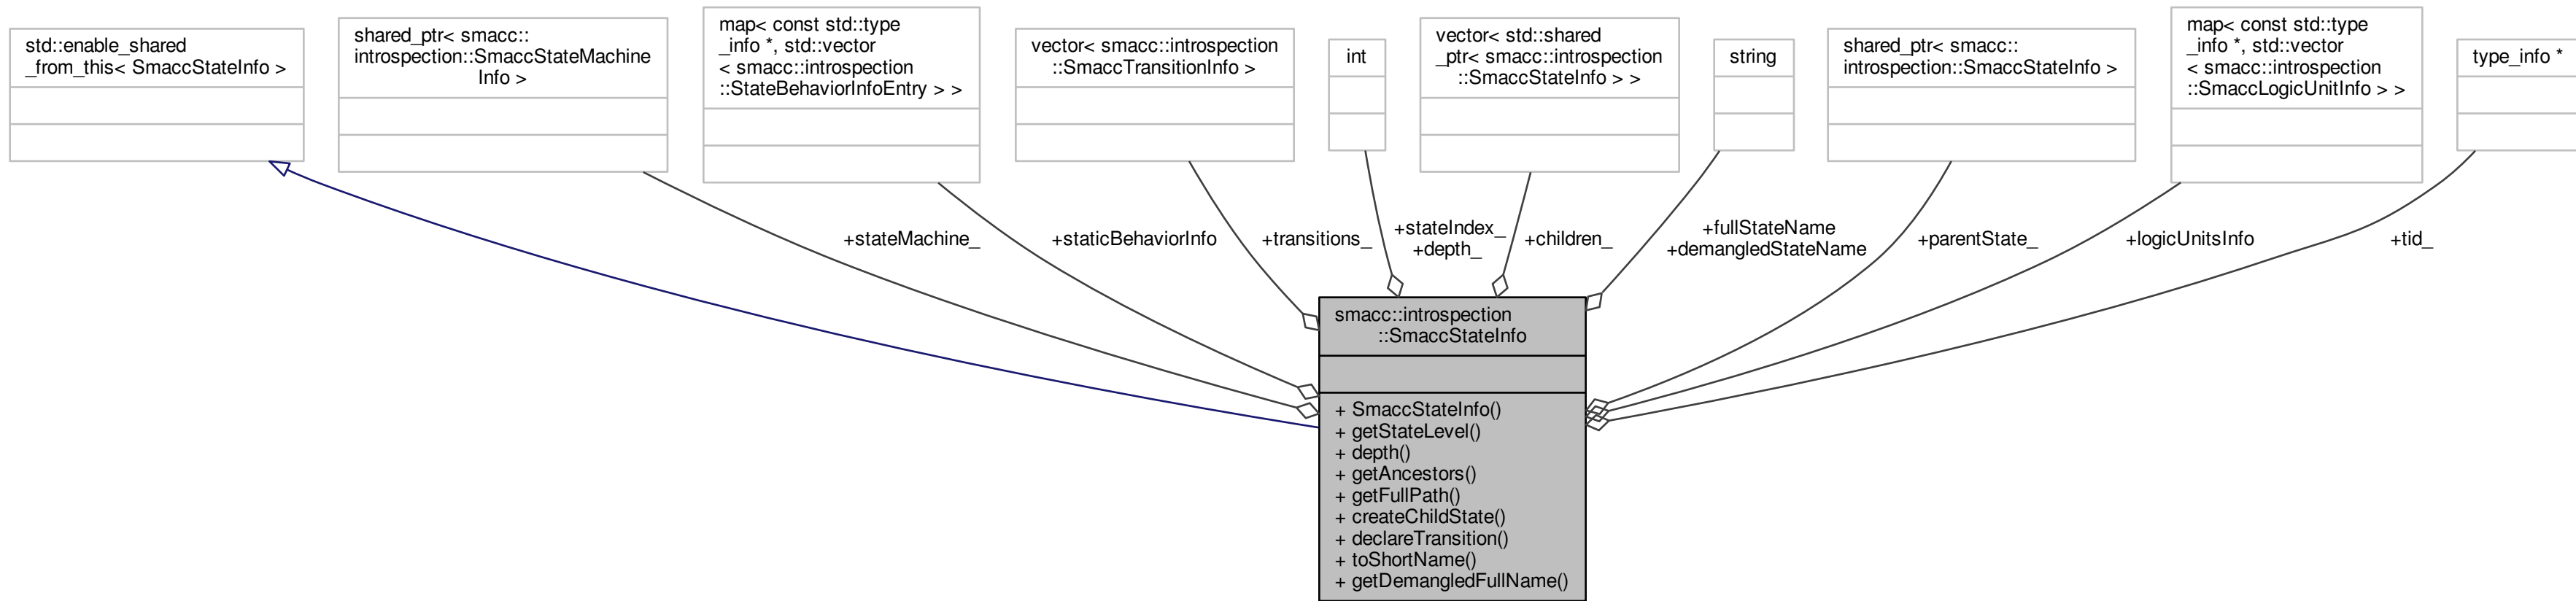 std::enable_shared
_from_this< SmaccStateInfo >
shared_ptr< smacc::
introspection::SmaccStateMachine
Info >
map< const std::type
_info *, std::vector
< smacc::introspection
::StateBehaviorInfoEntry > >
vector< smacc::introspection
::SmaccTransitionInfo >
int
vector< std::shared
_ptr< smacc::introspection
::SmaccStateInfo > >
string
shared_ptr< smacc::
introspection::SmaccStateInfo >
map< const std::type
_info *, std::vector
< smacc::introspection
::SmaccLogicUnitInfo > >
type_info *
+stateMachine_
+staticBehaviorInfo
+transitions_
+stateIndex_
+depth_
+children_
+fullStateName
+demangledStateName
+parentState_
+logicUnitsInfo
+tid_
smacc::introspection
::SmaccStateInfo
+ SmaccStateInfo()
+ getStateLevel()
+ depth()
+ getAncestors()
+ getFullPath()
+ createChildState()
+ declareTransition()
+ toShortName()
+ getDemangledFullName()